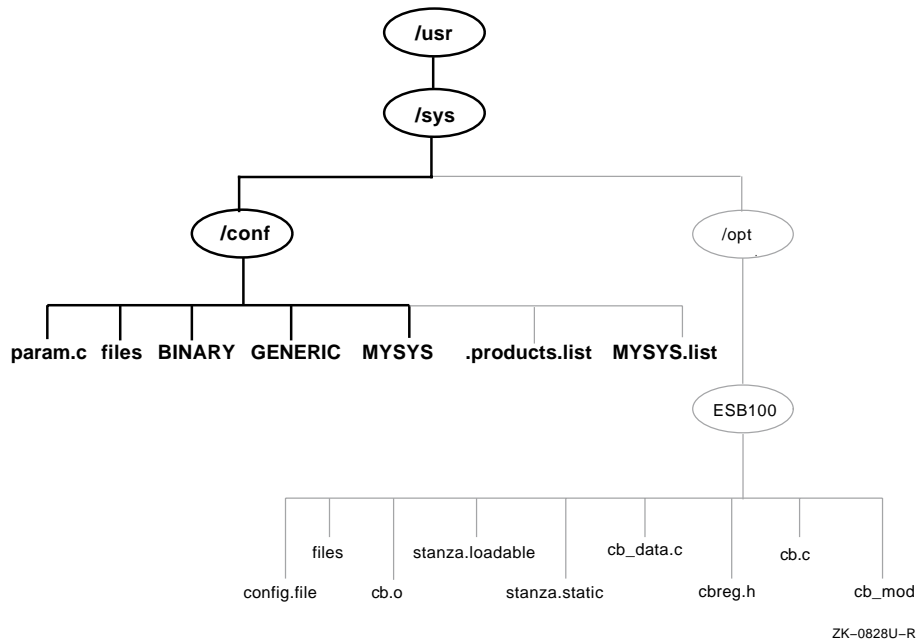 /usr
/sys
/conf
/opt
param.c files BINARY GENERIC MYSYS .products.list MYSYS.list
ESB100
files stanza.loadable cb_data.c cb.c
config.file cb.o stanza.static cbreg.h cb_mod
ZK–0828U–R